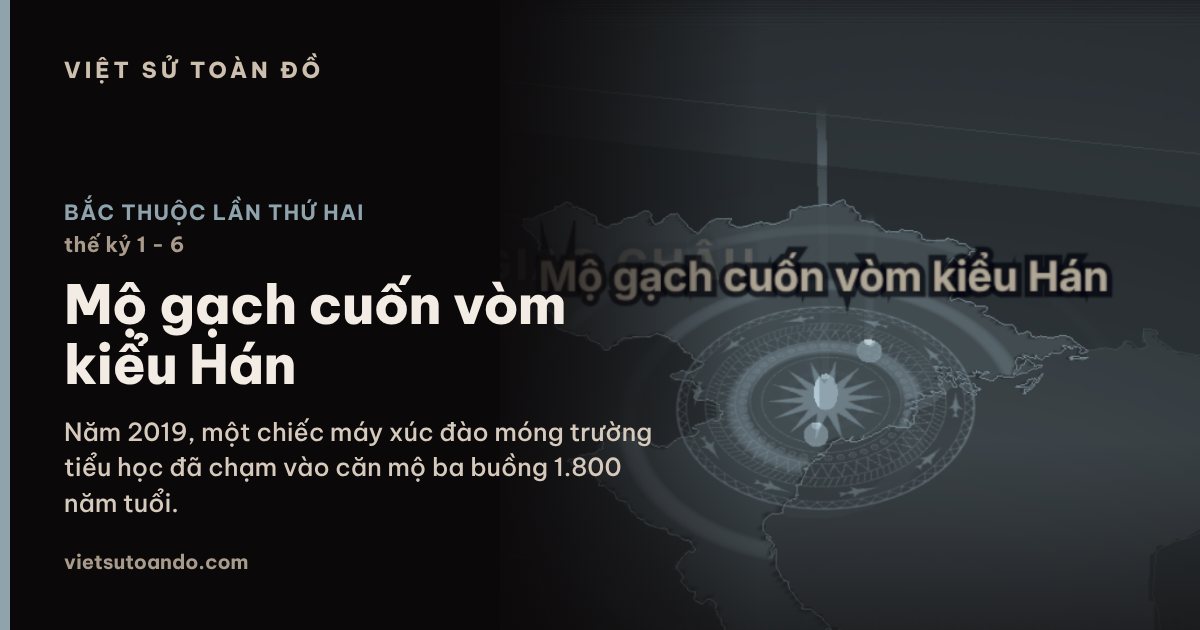 VIỆT SỬ TOÀN ĐỒ
BẮC THUỘC LẦN THỨ HAI
thế kỷ 1 - 6
Mộ gạch cuốn vòm
kiểu Hán
Năm 2019, một chiếc máy xúc đào móng trường
tiểu học đã chạm vào căn mộ ba buồng 1.800
năm tuổi.
vietsutoando.com
CHÂU
Mộ gạch cuốn vòm kiểu Hán